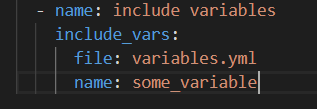 - name: include variables
include_vars:
file: variables.yml
name: some_variable